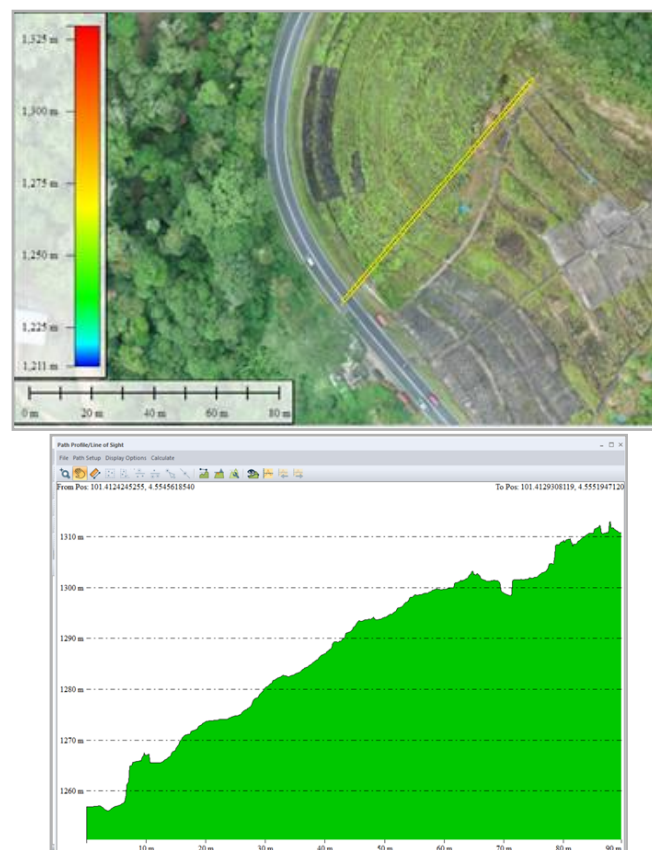 1,325 m
1,300 m
1,275 m
1,250 m
1,225 m
1,211 m
0 m 20 m 40 m 60 m 80 m
Path Profile/Line of Sight
File Path Setup Display Options Calculate
From Pos: 101.4124245255, 4.5545618540 To Pos: 101.4129308119, 4.5551947120
1310 m
1300 m
1290 m
1280 m
1270 m
1260 m
10 m 20 m 30 m 40 m 50 m 60 m 70 m 80 m 90 m